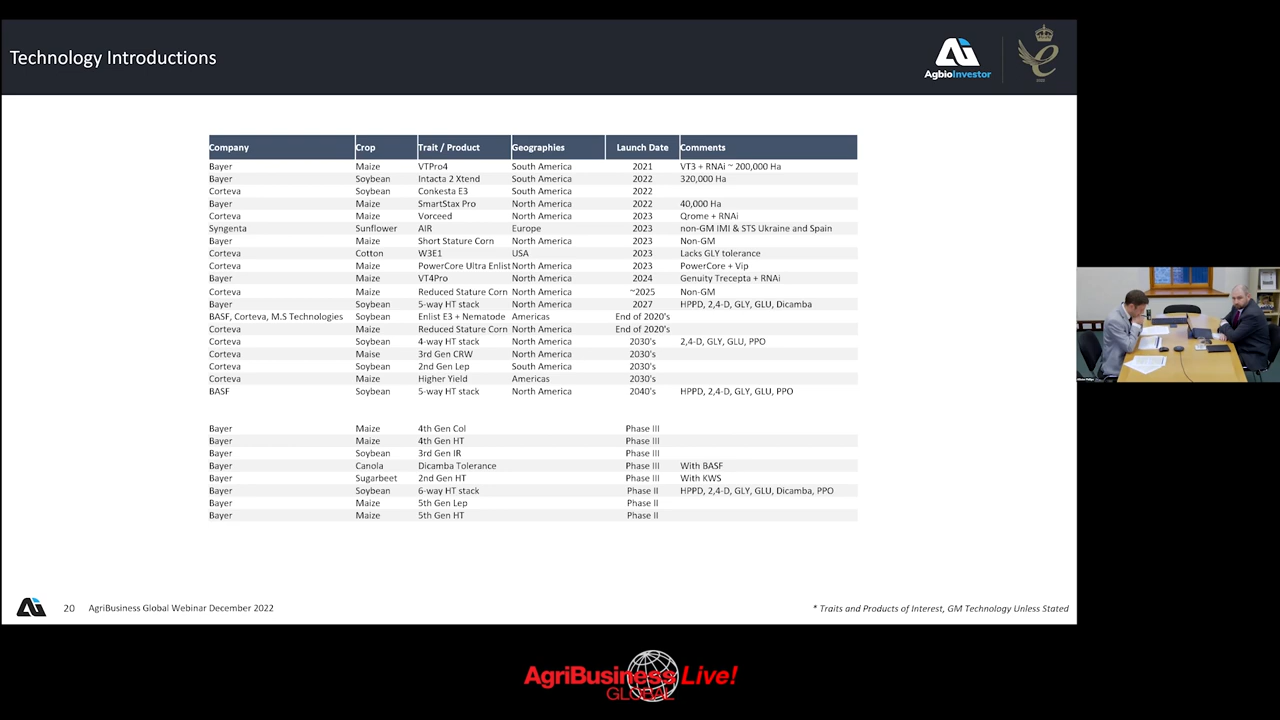 Technology Introductions
AgbioInvestor
Company Crop Trait / Product Geographies Launch Date Comments
Bayer Maize VTPro4 South America 2021 VT3 + RNAi ~ 200,000 Ha
Bayer Soybean Intacta 2 Xtend South America 2022 320,000 Ha
Corteva Soybean Conkesta E3 South America 2022
Bayer Maize SmartStax Pro North America 2022 40,000 Ha
Corteva Maize Vorceed North America 2023 Qrome + RNAi
Syngenta Sunflower AIR Europe 2023 non-GM IMI & STS Ukraine and Spain
Bayer Maize Short Stature Corn North America 2023 Non-GM
Corteva Cotton W3E1 USA 2023 Lacks GLY tolerance
Corteva Maize PowerCore Ultra Enlist North America 2023 PowerCore + Vip
Bayer Maize VT4Pro North America 2024 Genuity Trecepta + RNAi
Corteva Maize Reduced Stature Corn North America ~2025 Non-GM
Bayer Soybean 5-way HT stack North America 2027 HPPD, 2,4-D, GLY, GLU, Dicamba
BASF, Corteva, M.S Technologies Soybean Enlist E3 + Nematode Americas End of 2020's
Corteva Maize Reduced Stature Corn North America End of 2020's
Corteva Soybean 4-way HT stack North America 2030's 2,4-D, GLY, GLU, PPO
Corteva Maise 3rd Gen CRW North America 2030's
Corteva Soybean 2nd Gen Lep South America 2030's
Corteva Maize Higher Yield Americas 2030's
BASF Soybean 5-way HT stack North America 2040's HPPD, 2,4-D, GLY, GLU, PPO
Bayer Maize 4th Gen Col Phase III
Bayer Maize 4th Gen HT Phase III
Bayer Soybean 3rd Gen IR Phase III
Bayer Canola Dicamba Tolerance Phase III With BASF
Bayer Sugarbeet 2nd Gen HT Phase III With KWS
Bayer Soybean 6-way HT stack Phase II HPPD, 2,4-D, GLY, GLU, Dicamba, PPO
Bayer Maize 5th Gen Lep Phase II
Bayer Maize 5th Gen HT Phase II
20 AgriBusiness Global Webinar December 2022
* Traits and Products of Interest, GM Technology Unless Stated
AgriBusiness Live!
GLOBAL